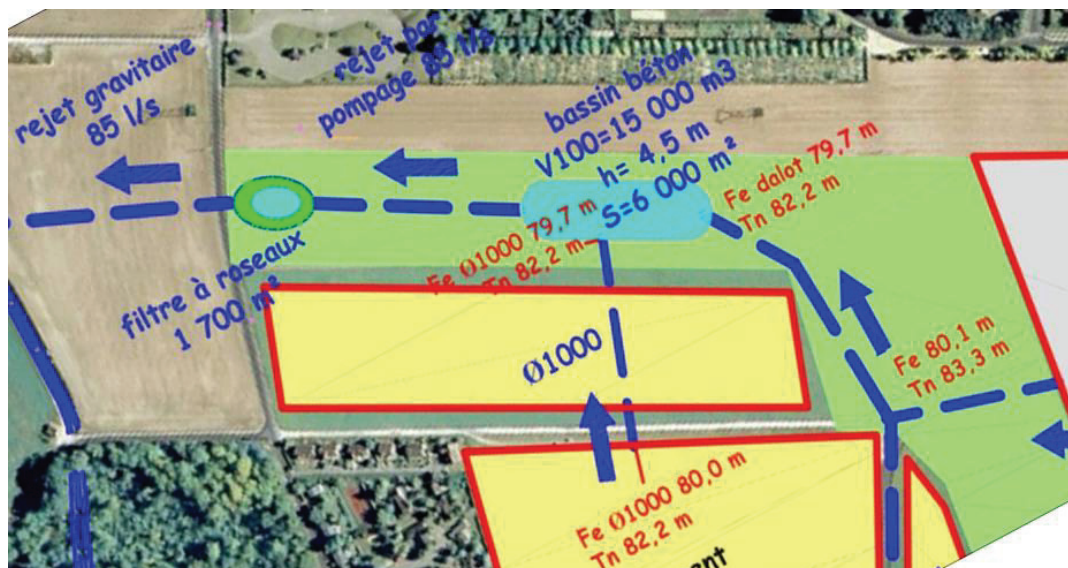 rejet gravitaire
85 l/s
rejet par
pompage 85 l/s
bassin béton
V100=15 000 m3
h= 4,5 m
S=6 000 m²
Fe dalot 79,7 m
Tn 82,2 m
Fe Ø1000 79,7 m
Tn 82,2 m
filtre à roseaux
1 700 m²
Ø1000
Fe 80,1 m
Tn 83,3 m
Fe Ø1000 80,0 m
Tn 82,2 m
ent